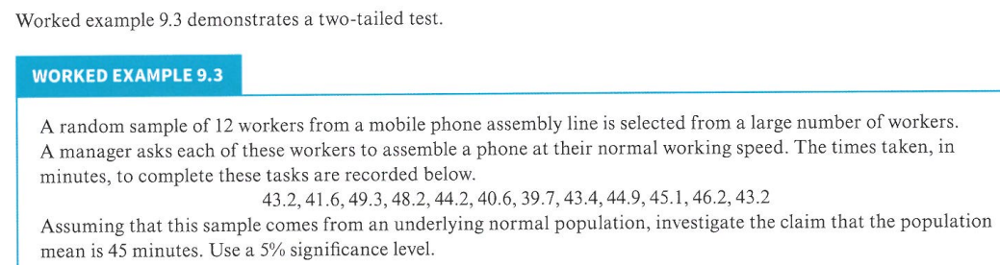 Worked example 9.3 demonstrates a two-tailed test.
WORKED EXAMPLE 9.3
A random sample of 12 workers from a mobile phone assembly line is selected from a large number of workers.
A manager asks each of these workers to assemble a phone at their normal working speed. The times taken, in
minutes, to complete these tasks are recorded below.
43.2, 41.6, 49.3, 48.2, 44.2, 40.6, 39.7, 43.4, 44.9, 45.1, 46.2, 43.2
Assuming that this sample comes from an underlying normal population, investigate the claim that the population
mean is 45 minutes. Use a 5% significance level.